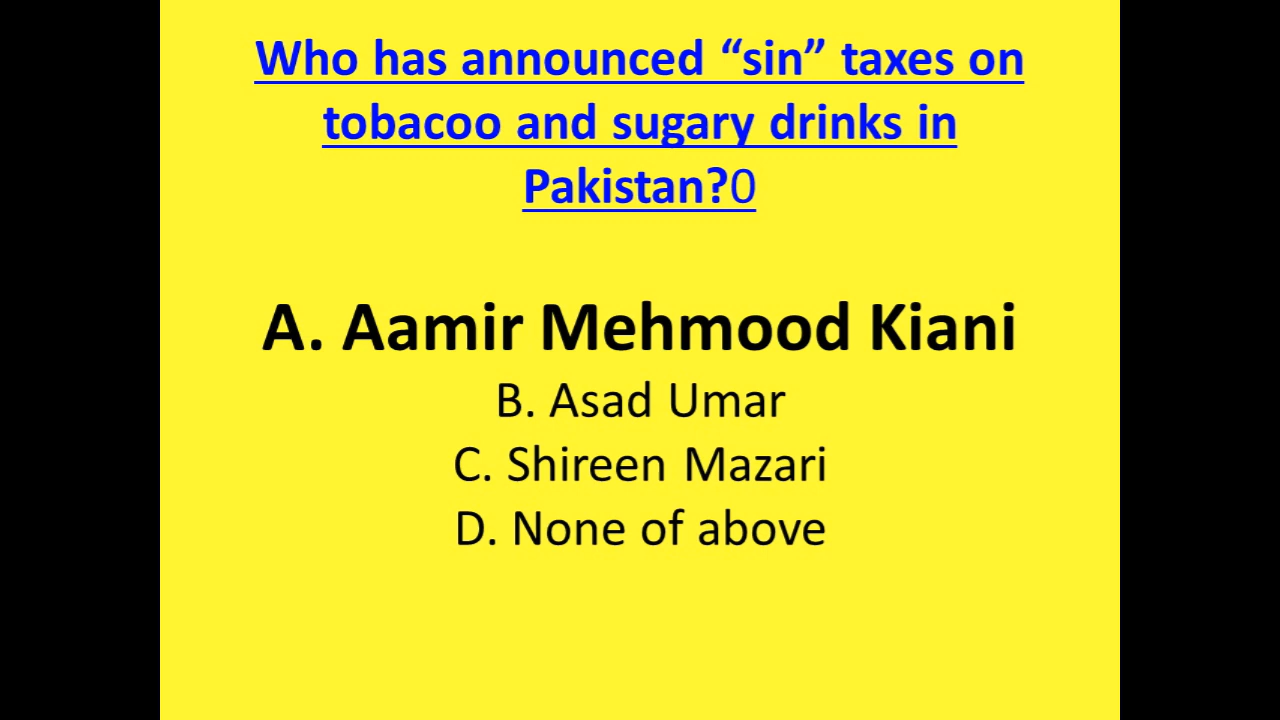 Who has announced “sin” taxes on
tobacoo and sugary drinks in
Pakistan?0
A. Aamir Mehmood Kiani
B. Asad Umar
C. Shireen Mazari
D. None of above